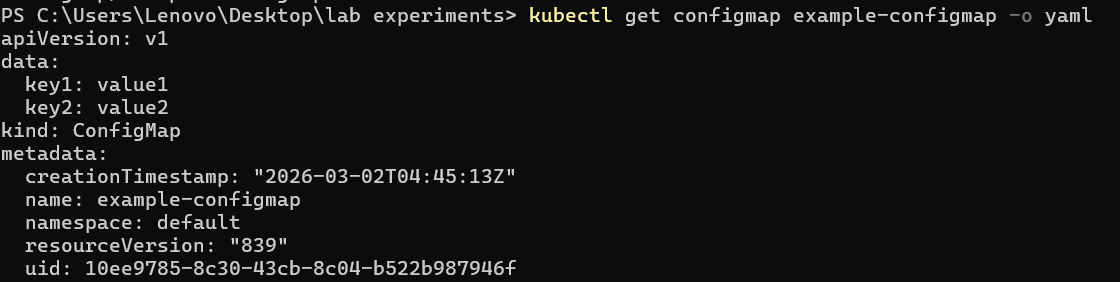 PS C:\Users\Lenovo\Desktop\lab experiments> kubectl get configmap example-configmap -o yaml
apiVersion: v1
data:
  key1: value1
  key2: value2
kind: ConfigMap
metadata:
  creationTimestamp: "2026-03-02T04:45:13Z"
  name: example-configmap
  namespace: default
  resourceVersion: "839"
  uid: 10ee9785-8c30-43cb-8c04-b522b987946f